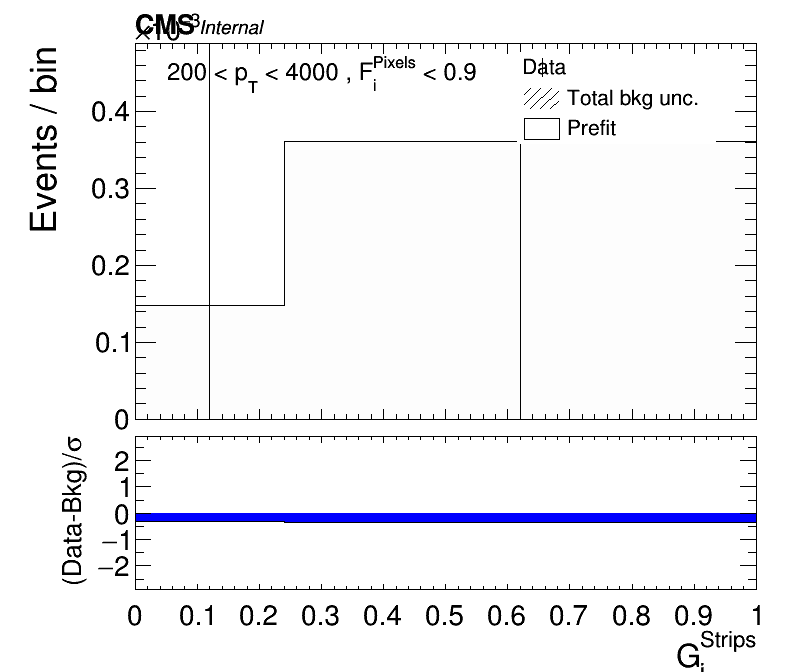 CMS Internal
×10⁻³
Events / bin
200 < p_T < 4000 , F_i^Pixels < 0.9
Data
Total bkg unc.
Prefit
0.4
0.3
0.2
0.1
0
(Data-Bkg)/σ
2
1
0
−1
−2
0 0.1 0.2 0.3 0.4 0.5 0.6 0.7 0.8 0.9 1
G_i^Strips